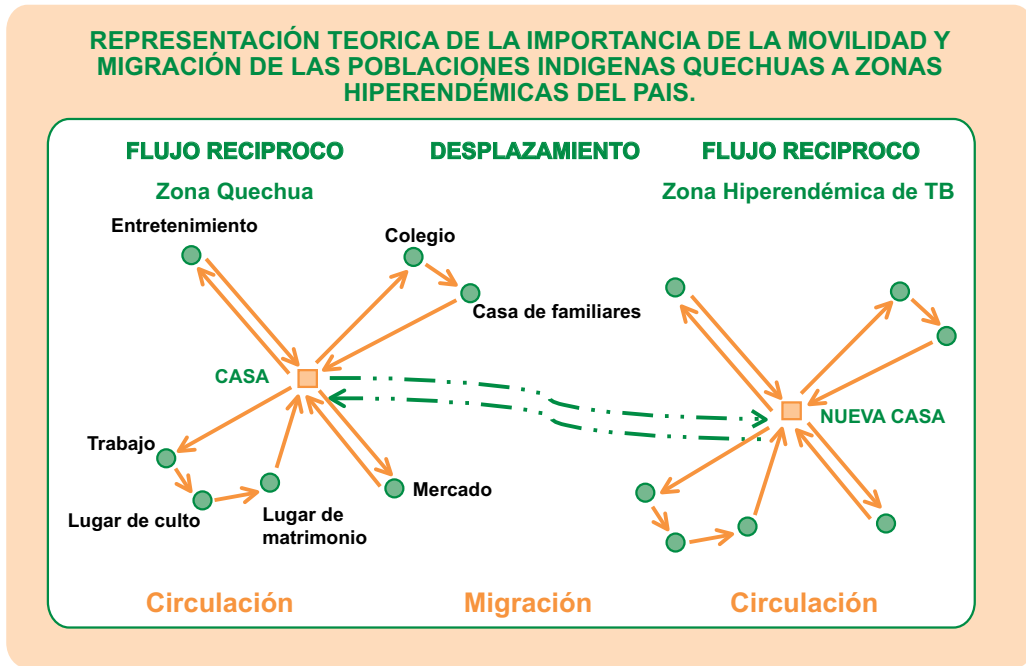 REPRESENTACIÓN TEORICA DE LA IMPORTANCIA DE LA MOVILIDAD Y
MIGRACIÓN DE LAS POBLACIONES INDIGENAS QUECHUAS A ZONAS
HIPERENDÉMICAS DEL PAIS.
FLUJO RECIPROCO
DESPLAZAMIENTO
FLUJO RECIPROCO
Zona Quechua
Zona Hiperendémica de TB
Entretenimiento
Colegio
Casa de familiares
CASA
NUEVA CASA
Trabajo
Mercado
Lugar de culto
Lugar de
matrimonio
Circulación
Migración
Circulación